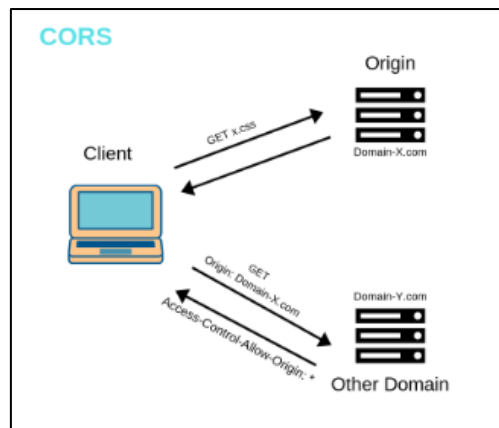 CORS
Origin
Domain-X.com
GET x.css
Client
GET
Origin: Domain-X.com
Access-Control-Allow-Origin: *
Domain-Y.com
Other Domain